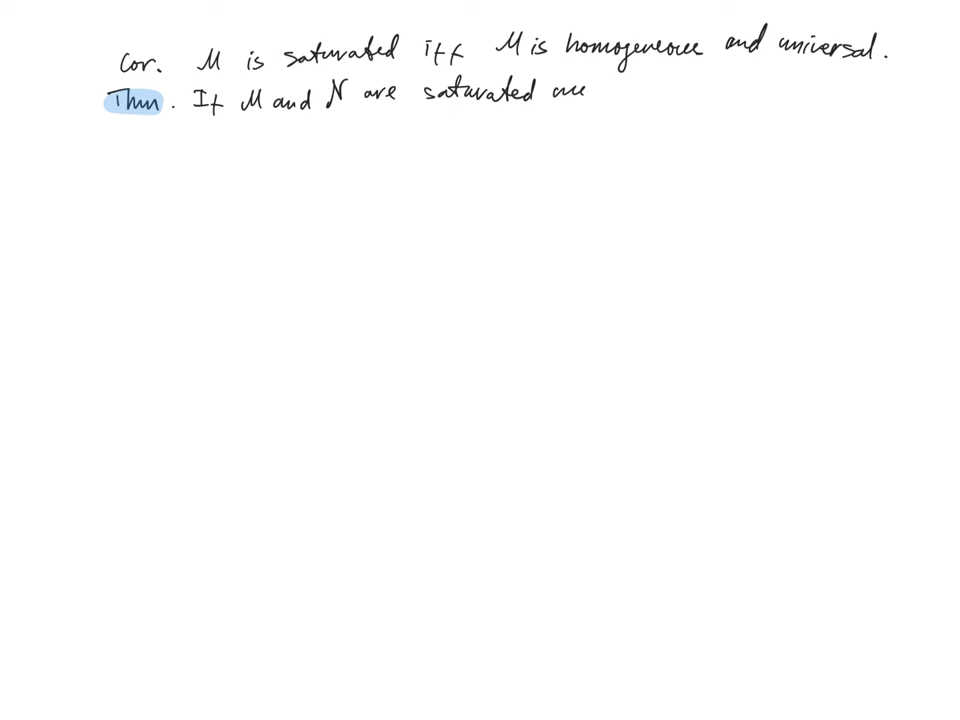 Cor. M is saturated iff M is homogeneous and universal.
Thm. If M and N are saturated